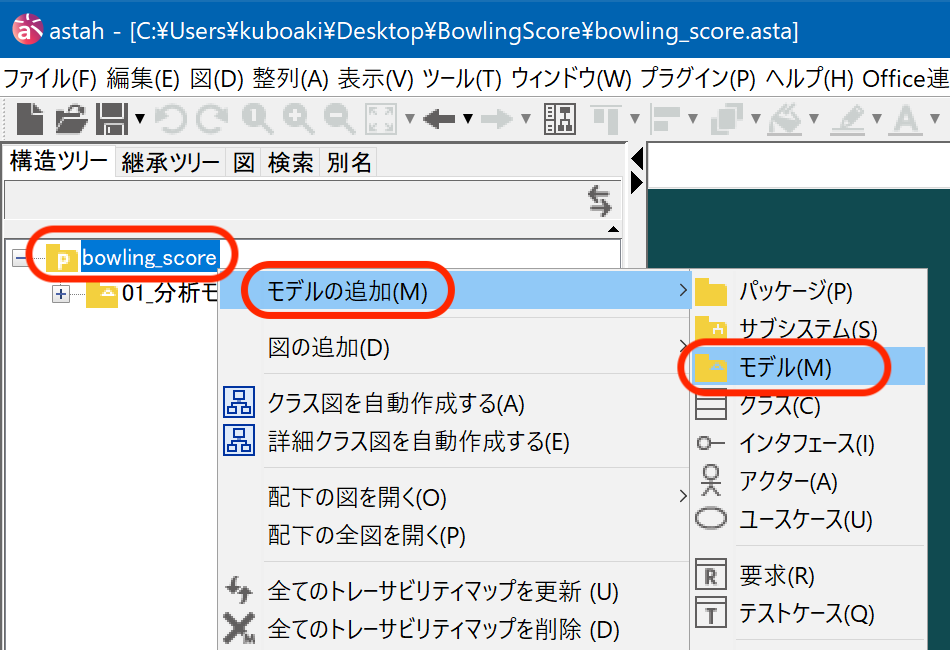 astah - [C:¥Users¥kuboaki¥Desktop¥BowlingScore¥bowling_score.asta]
ファイル(F) 編集(E) 図(D) 整列(A) 表示(V) ツール(T) ウィンドウ(W) プラグイン(P) ヘルプ(H) Office連
構造ツリー 継承ツリー 図 検索 別名
bowling_score
01_分析モ
モデルの追加(M)
図の追加(D)
クラス図を自動作成する(A)
詳細クラス図を自動作成する(E)
配下の図を開く(O)
配下の全図を開く(P)
全てのトレーサビリティマップを更新 (U)
全てのトレーサビリティマップを削除 (D)
パッケージ(P)
サブシステム(S)
モデル(M)
クラス(C)
インタフェース(I)
アクター(A)
ユースケース(U)
要求(R)
テストケース(Q)